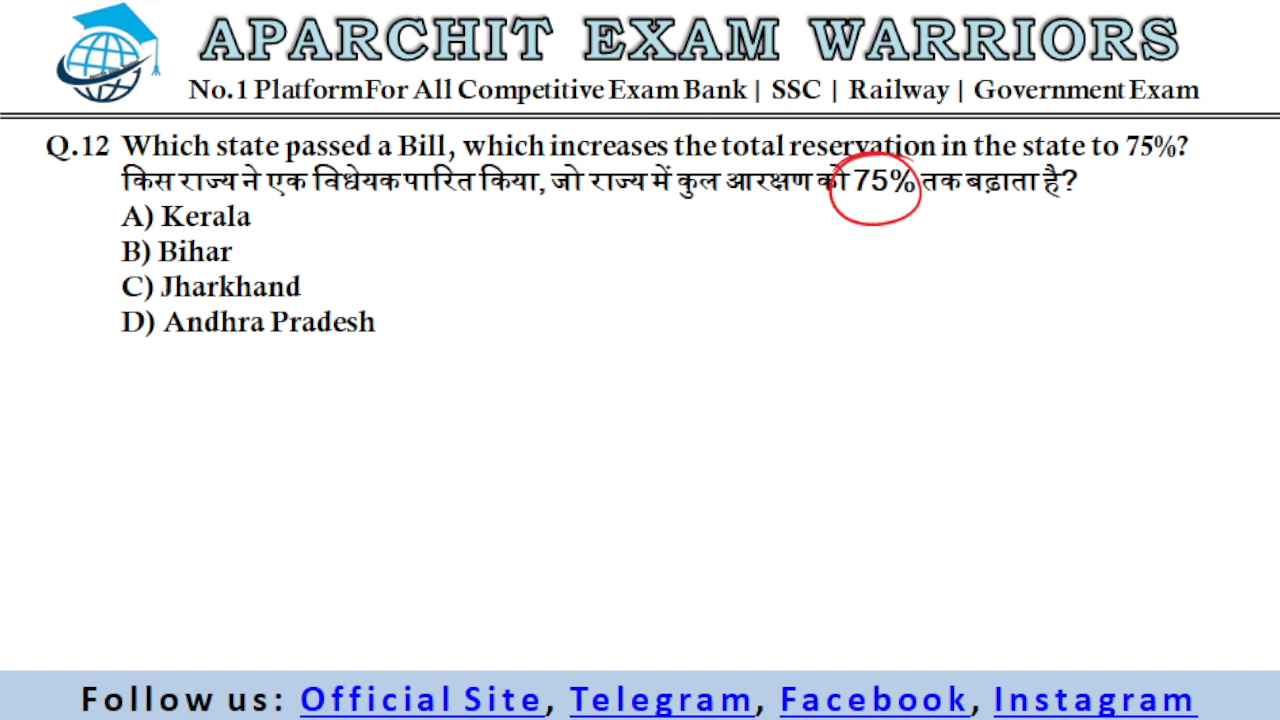 APARCHIT EXAM WARRIORS
No.1 PlatformFor All Competitive Exam Bank | SSC | Railway | Government Exam
Q.12 Which state passed a Bill, which increases the total reservation in the state to 75%?
किस राज्य ने एक विधेयक पारित किया, जो राज्य में कुल आरक्षण को 75% तक बढ़ाता है?
A) Kerala
B) Bihar
C) Jharkhand
D) Andhra Pradesh
Follow us: Official Site, Telegram, Facebook, Instagram